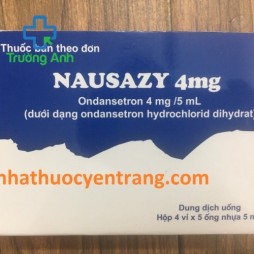 Thuốc bán theo đơn
Trường Anh
NAUSAZY 4mg
Ondansetron 4 mg /5 mL
(dưới dạng ondansetron hydrochlorid dihydrat)
nhathuocyentrang.com
Dung dịch uống
Hộp 4 vỉ x 5 ống nhựa 5 m